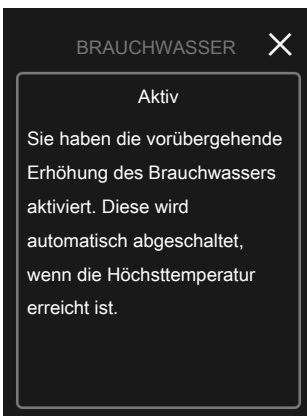 BRAUCHWASSER
Aktiv
Sie haben die vorübergehende
Erhöhung des Brauchwassers
aktiviert. Diese wird
automatisch abgeschaltet,
wenn die Höchsttemperatur
erreicht ist.